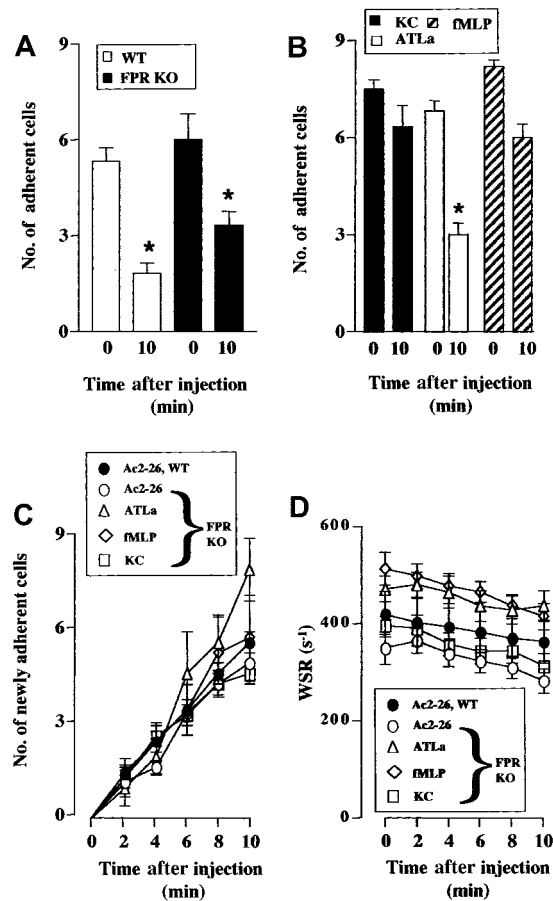 A
WT
FPR KO
No. of adherent cells
9
6
3
0
*
*
0 10 0 10
Time after injection
(min)
B
KC fMLP
ATLa
No. of adherent cells
9
6
3
0
*
0 10 0 10 0 10
Time after injection
(min)
C
Ac2-26, WT
Ac2-26
ATLa
fMLP
KC
FPR
KO
No. of newly adherent cells
9
6
3
0
0 2 4 6 8 10
Time after injection
(min)
D
WSR (s⁻¹)
600
400
200
0
Ac2-26, WT
Ac2-26
ATLa
fMLP
KC
FPR
KO
0 2 4 6 8 10
Time after injection
(min)